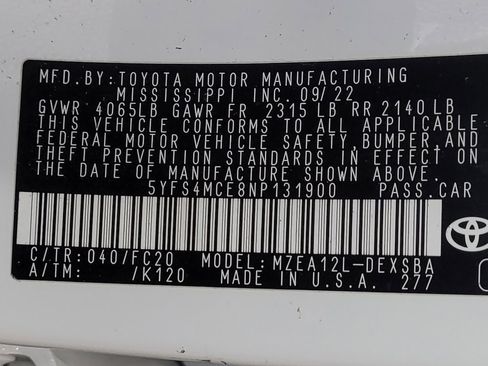 MFD. BY: TOYOTA MOTOR MANUFACTURING
MISSISSIPPI INC. 09/22
GVWR 4065LB GAWR FR 2315 LB RR 2140 LB
THIS VEHICLE CONFORMS TO ALL APPLICABLE
FEDERAL MOTOR VEHICLE SAFETY, BUMPER, AND
THEFT PREVENTION STANDARDS IN EFFECT ON
THE DATE OF MANUFACTURE SHOWN ABOVE.
5YFS4MCE8NP131900 PASS. CAR
C/TR: 040/FC20 MODEL: MZEA12L-DEXSBA
A/TM: /K120 MADE IN U.S.A. 277